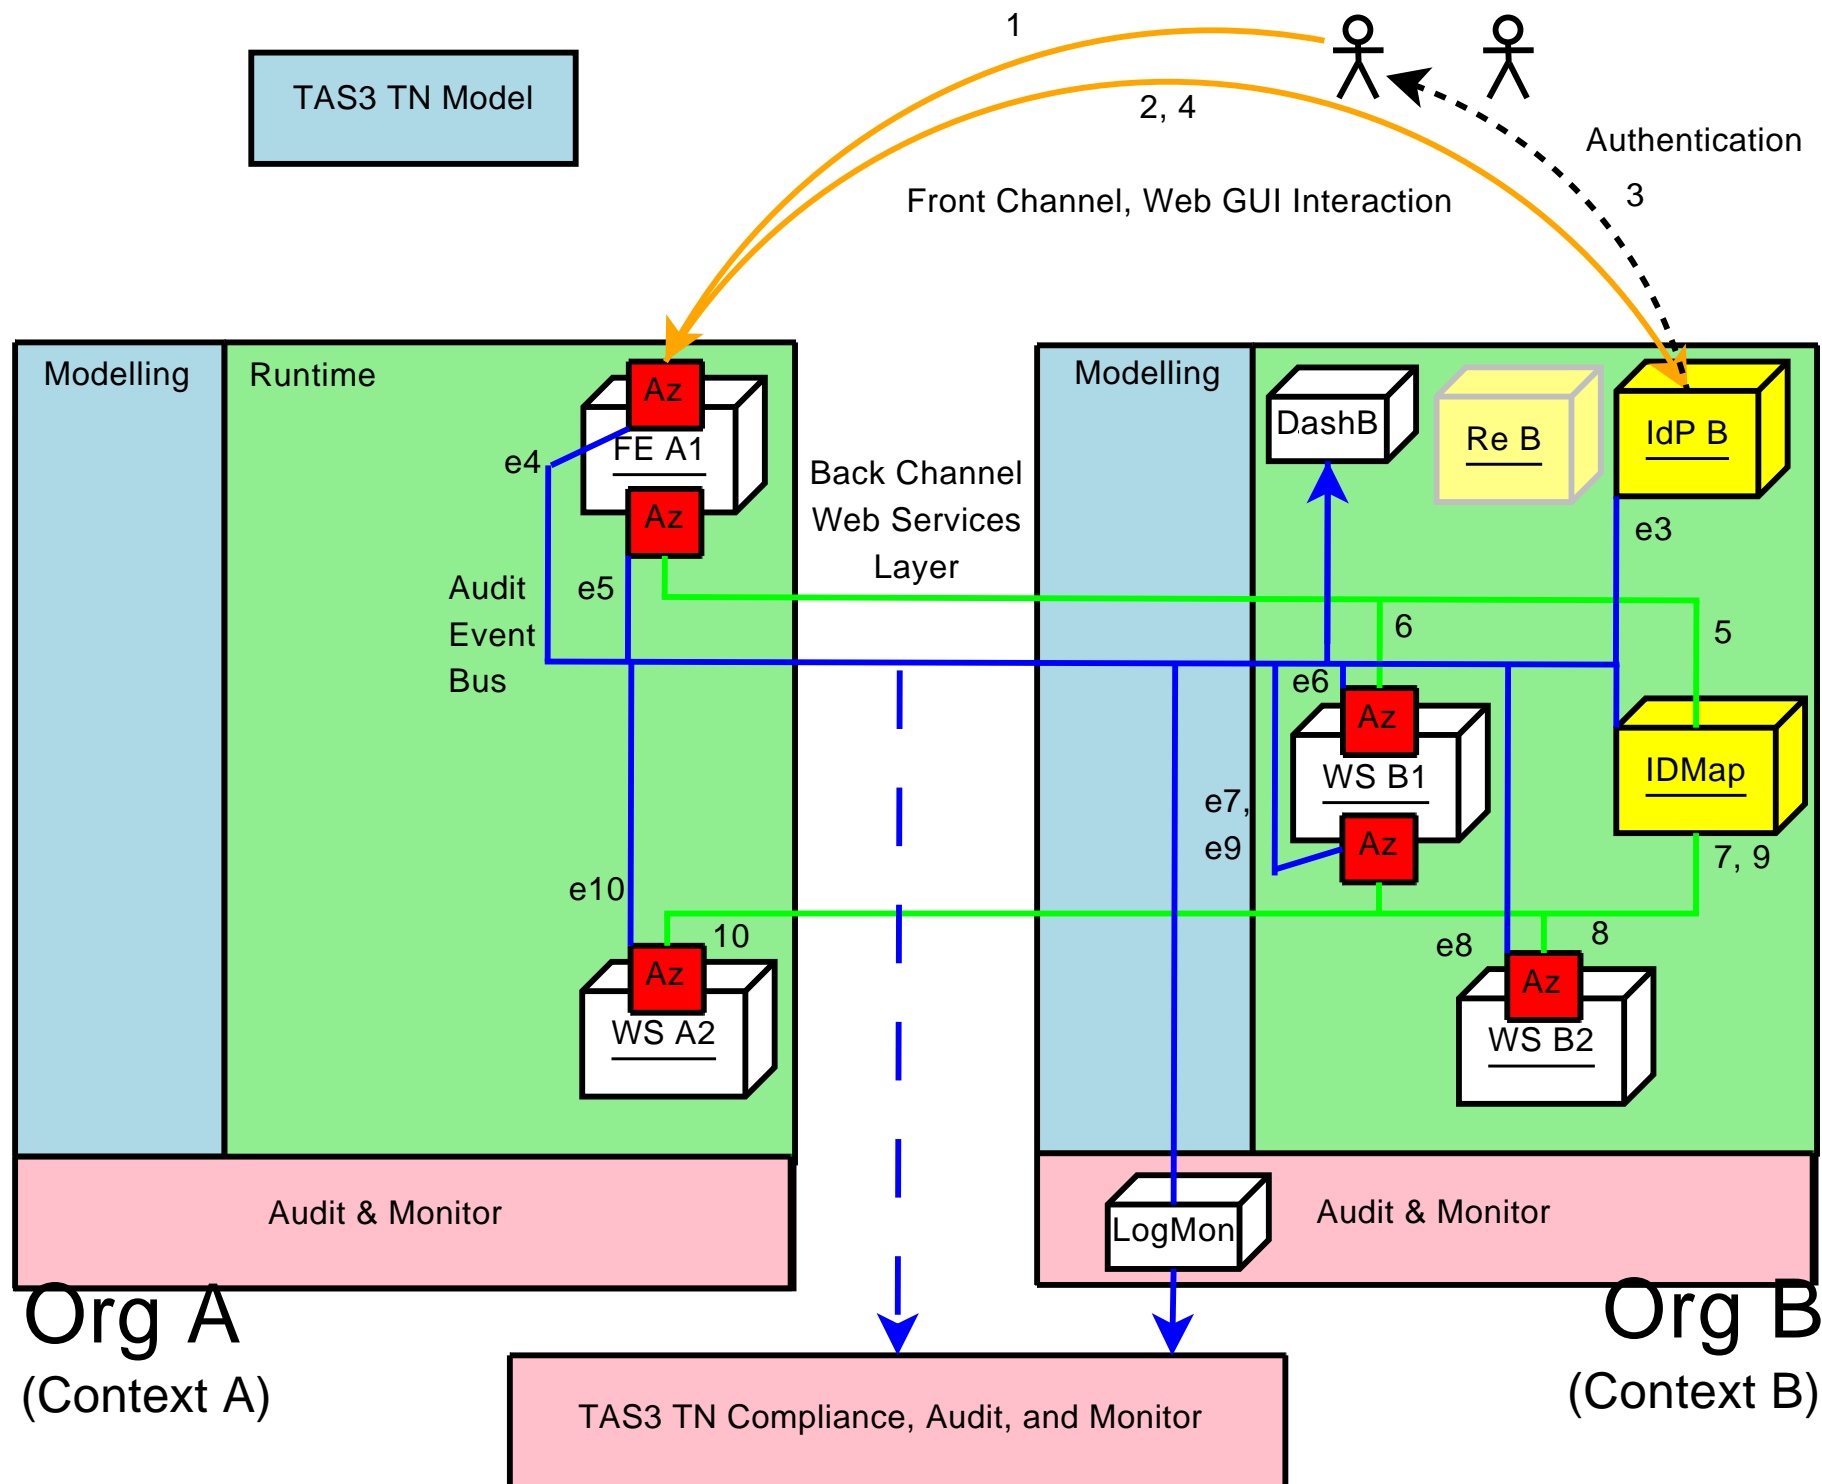 1
TAS3 TN Model
2, 4
Authentication
3
Front Channel, Web GUI Interaction
Modelling
Runtime
Az
FE A1
Az
e4
e5
Audit
Event
Bus
Back Channel
Web Services
Layer
Modelling
DashB
Re B
IdP B
e3
6
5
e6
Az
WS B1
Az
IDMap
e7,
e9
7, 9
e10
10
Az
WS A2
e8
8
Az
WS B2
Audit & Monitor
LogMon
Audit & Monitor
Org A
(Context A)
Org B
(Context B)
TAS3 TN Compliance, Audit, and Monitor